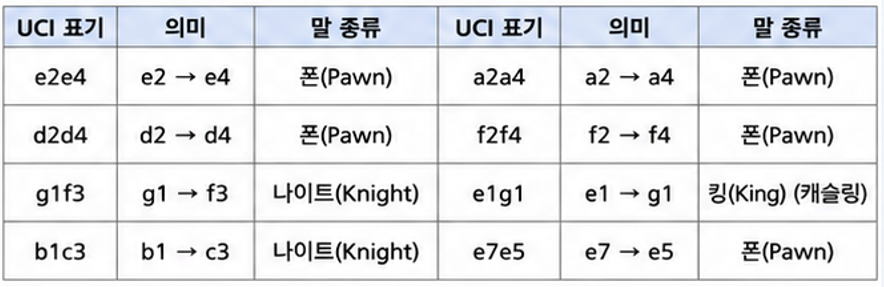 UCI 표기 의미 말 종류 UCI 표기 의미 말 종류
e2e4 e2 → e4 폰(Pawn) a2a4 a2 → a4 폰(Pawn)
d2d4 d2 → d4 폰(Pawn) f2f4 f2 → f4 폰(Pawn)
g1f3 g1 → f3 나이트(Knight) e1g1 e1 → g1 킹(King) (캐슬링)
b1c3 b1 → c3 나이트(Knight) e7e5 e7 → e5 폰(Pawn)